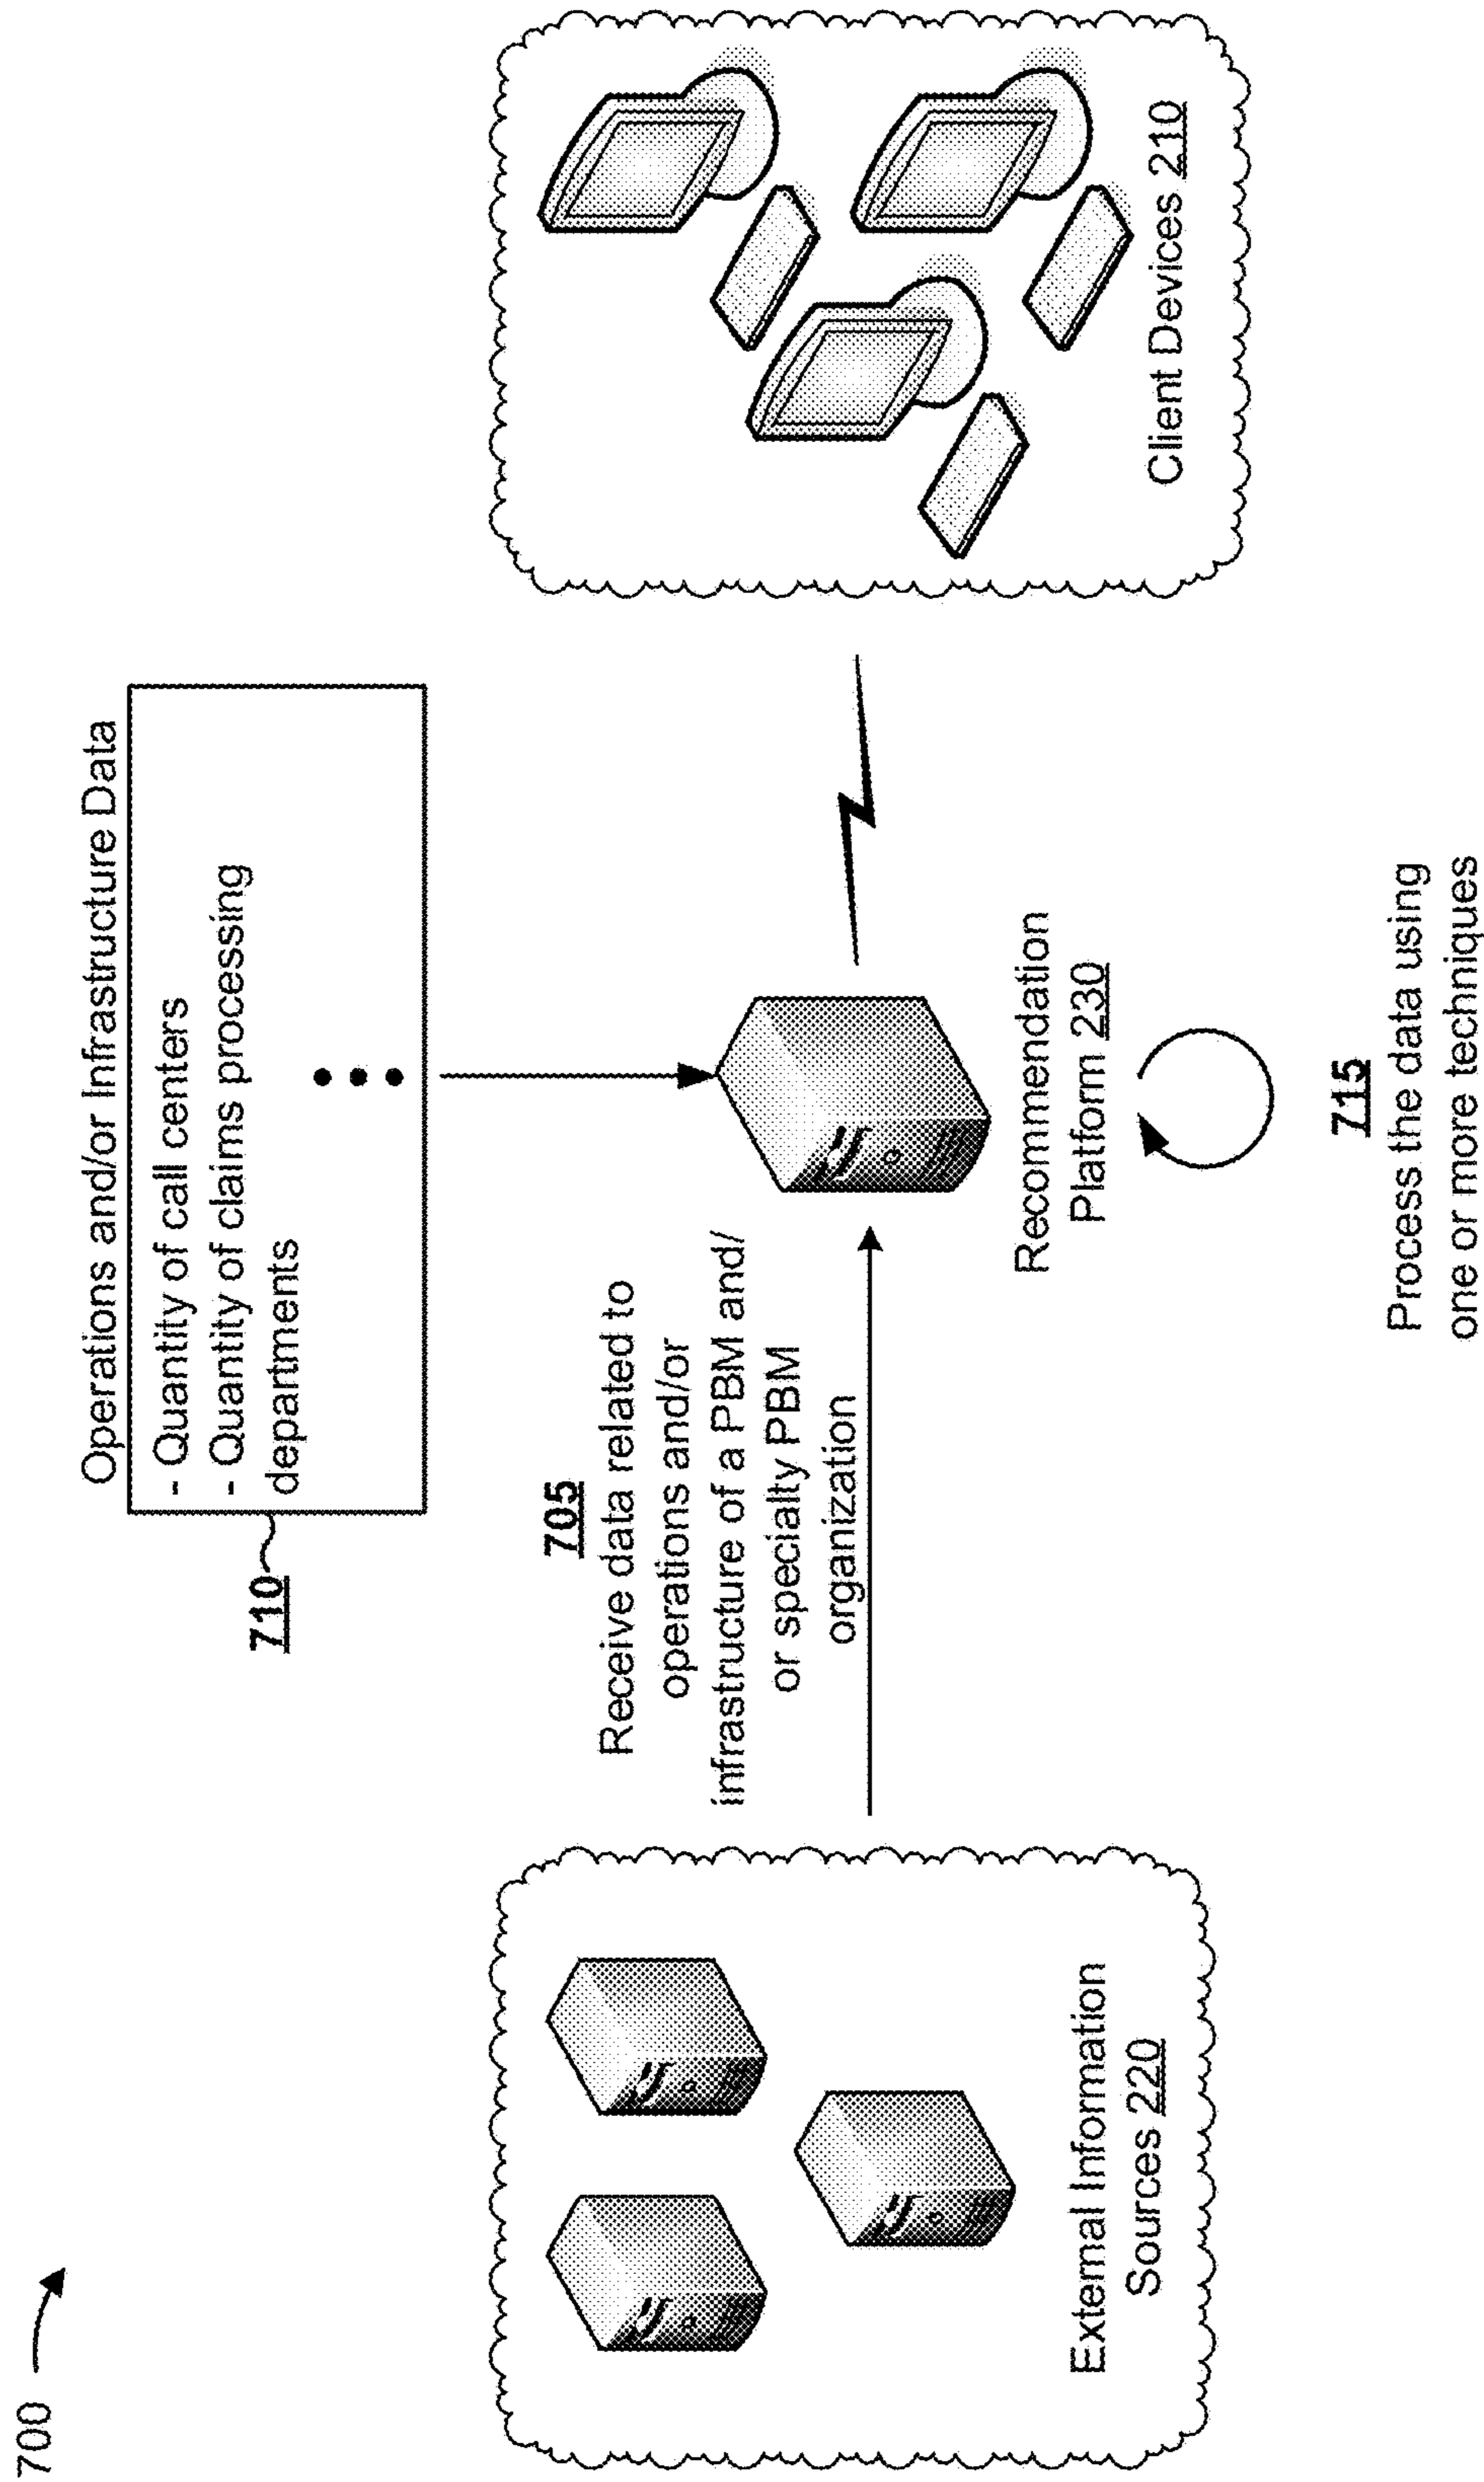 700
Operations and/or Infrastructure Data
- Quantity of call centers
- Quantity of claims processing
departments
710
705
Receive data related to
operations and/or
infrastructure of a PBM and/
or specialty PBM
organization
External Information
Sources 220
Recommendation
Platform 230
Client Devices 210
715
Process the data using
one or more techniques